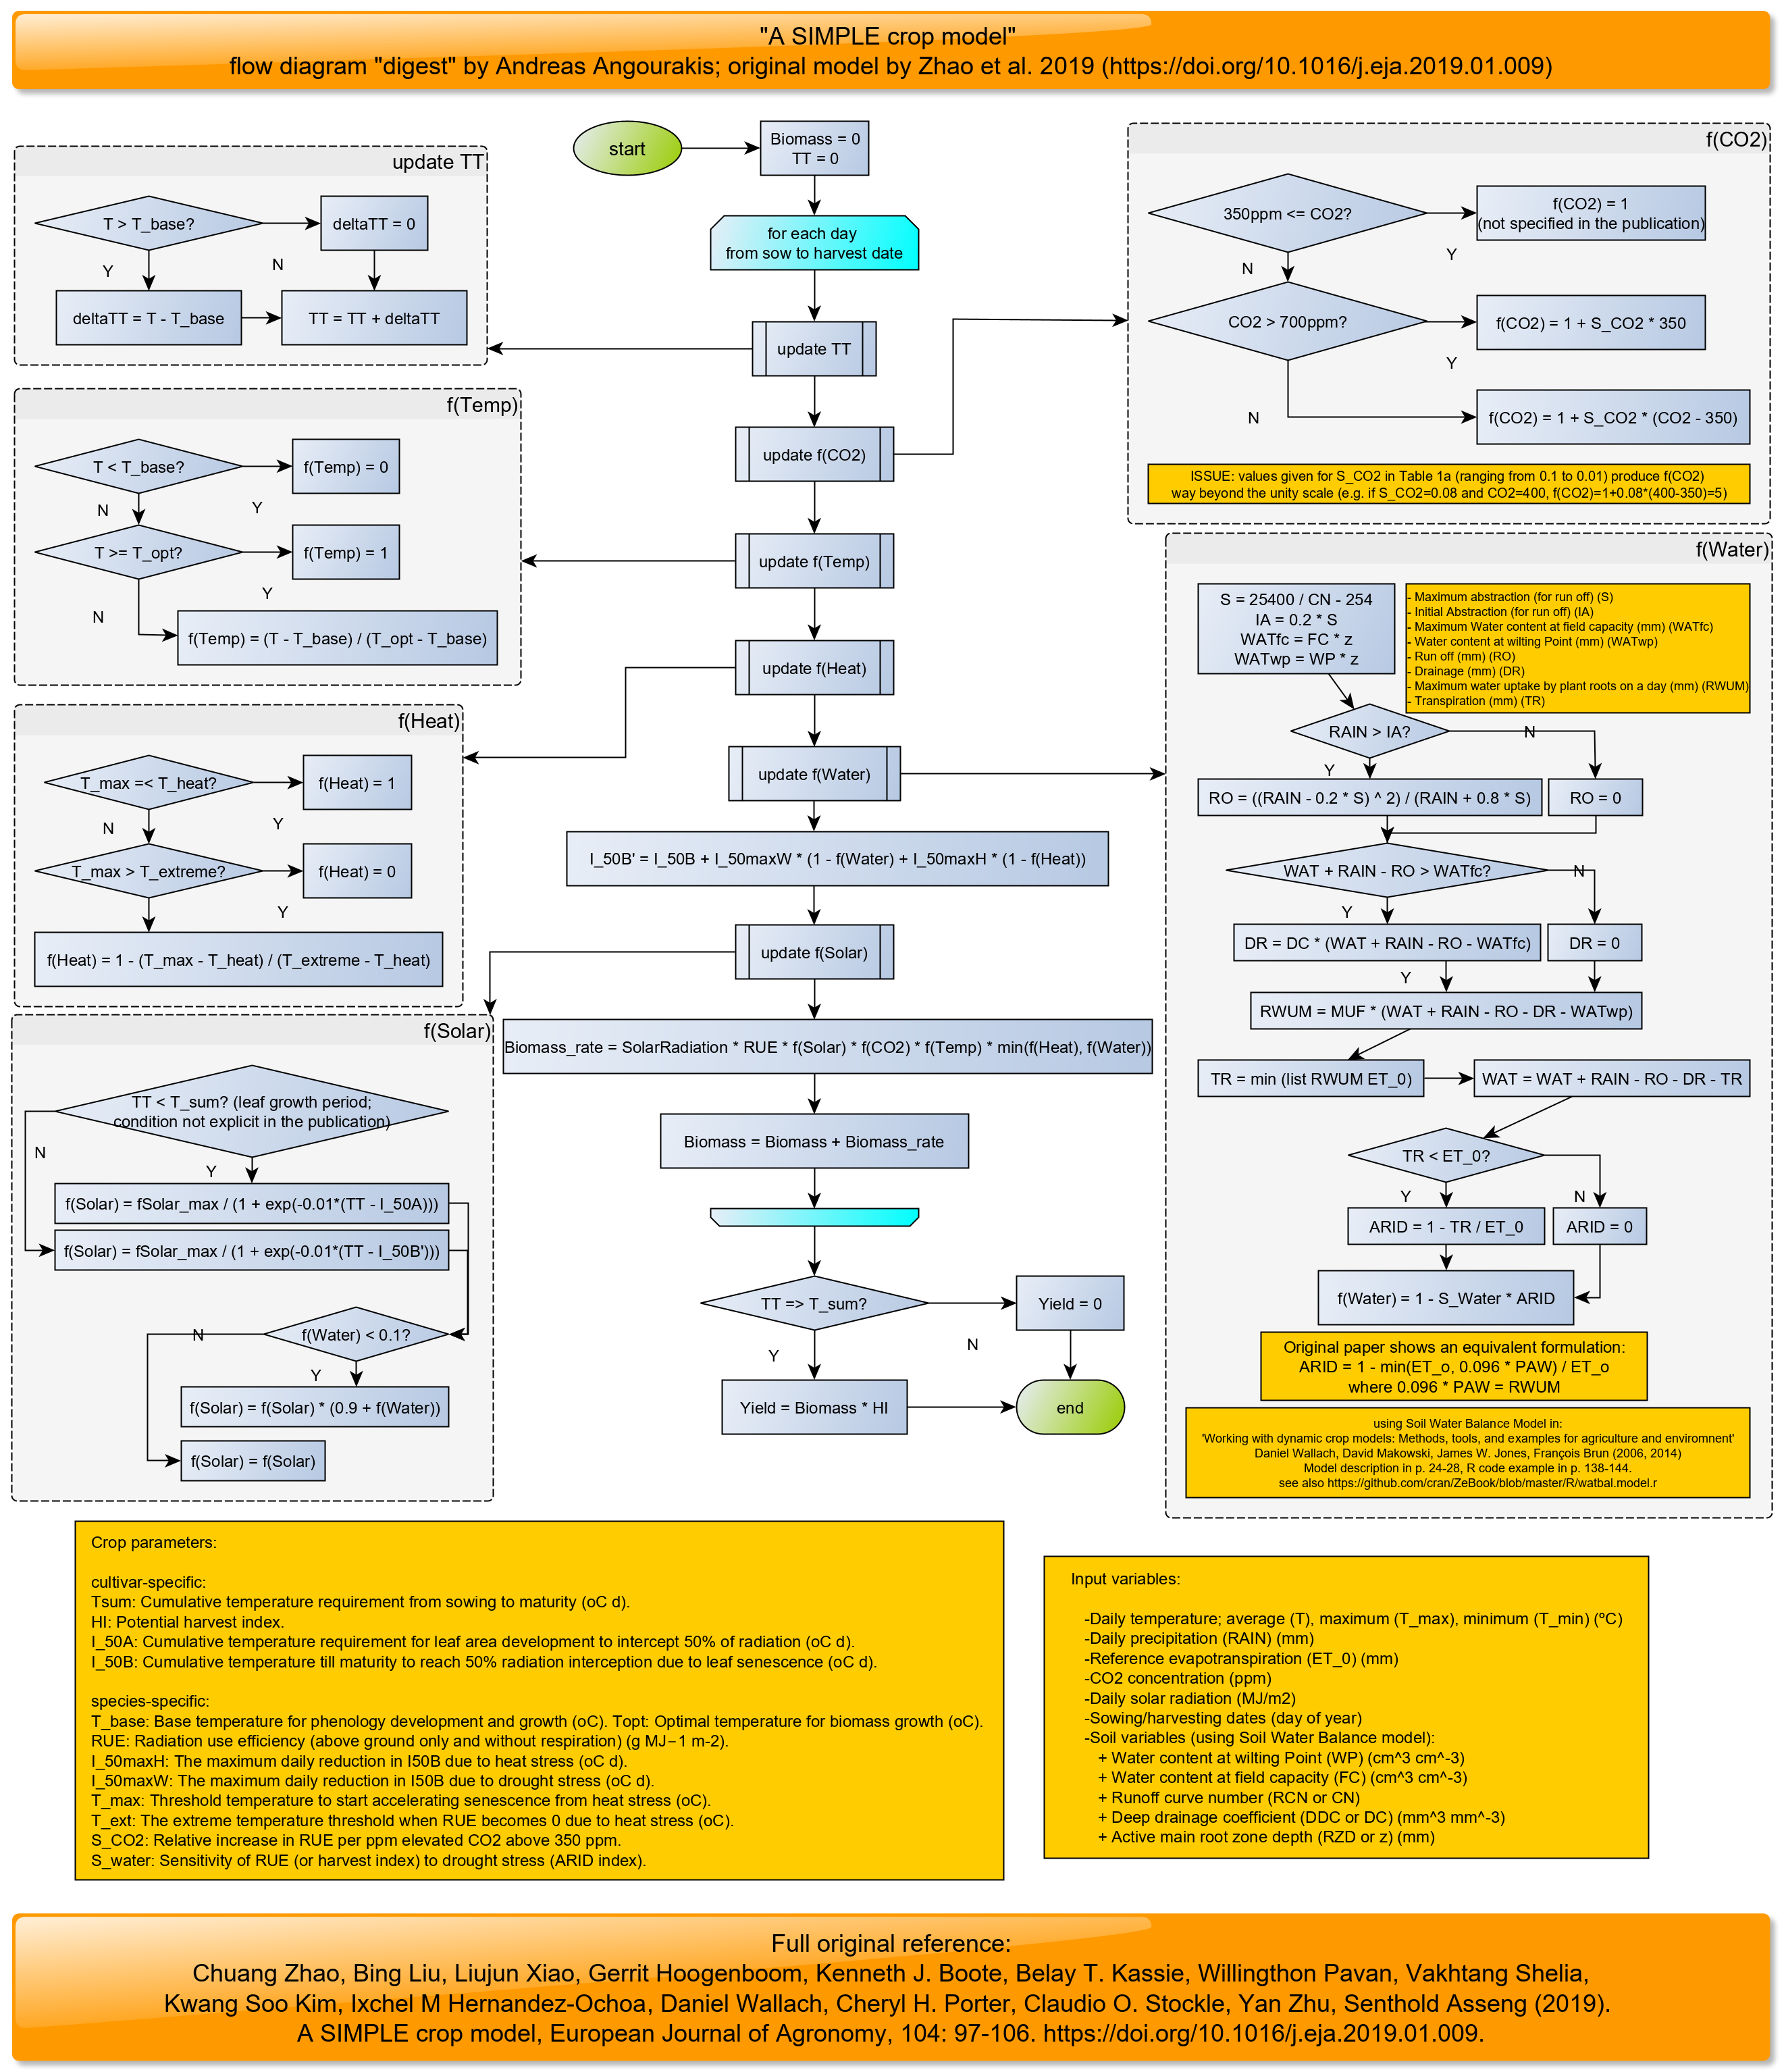 "A SIMPLE crop model"
flow diagram "digest" by Andreas Angourakis; original model by Zhao et al. 2019 (https://doi.org/10.1016/j.eja.2019.01.009)
start
Biomass = 0
TT = 0
for each day
from sow to harvest date
update TT
update f(CO2)
update f(Temp)
update f(Heat)
update f(Water)
I_50B' = I_50B + I_50maxW * (1 - f(Water) + I_50maxH * (1 - f(Heat))
update f(Solar)
Biomass_rate = SolarRadiation * RUE * f(Solar) * f(CO2) * f(Temp) * min(f(Heat), f(Water))
Biomass = Biomass + Biomass_rate
TT => T_sum?
Yield = 0
N
Y
Yield = Biomass * HI
end
update TT
T > T_base?
deltaTT = 0
Y
N
deltaTT = T - T_base
TT = TT + deltaTT
f(Temp)
T < T_base?
f(Temp) = 0
N
Y
T >= T_opt?
f(Temp) = 1
Y
N
f(Temp) = (T - T_base) / (T_opt - T_base)
f(Heat)
T_max =< T_heat?
f(Heat) = 1
N
Y
T_max > T_extreme?
f(Heat) = 0
Y
f(Heat) = 1 - (T_max - T_heat) / (T_extreme - T_heat)
f(Solar)
TT < T_sum? (leaf growth period;
condition not explicit in the publication)
N
Y
f(Solar) = fSolar_max / (1 + exp(-0.01*(TT - I_50A)))
f(Solar) = fSolar_max / (1 + exp(-0.01*(TT - I_50B')))
f(Water) < 0.1?
N
Y
f(Solar) = f(Solar) * (0.9 + f(Water))
f(Solar) = f(Solar)
f(CO2)
350ppm <= CO2?
f(CO2) = 1
(not specified in the publication)
Y
N
CO2 > 700ppm?
f(CO2) = 1 + S_CO2 * 350
Y
N
f(CO2) = 1 + S_CO2 * (CO2 - 350)
ISSUE: values given for S_CO2 in Table 1a (ranging from 0.1 to 0.01) produce f(CO2)
way beyond the unity scale (e.g. if S_CO2=0.08 and CO2=400, f(CO2)=1+0.08*(400-350)=5)
f(Water)
S = 25400 / CN - 254
IA = 0.2 * S
WATfc = FC * z
WATwp = WP * z
- Maximum abstraction (for run off) (S)
- Initial Abstraction (for run off) (IA)
- Maximum Water content at field capacity (mm) (WATfc)
- Water content at wilting Point (mm) (WATwp)
- Run off (mm) (RO)
- Drainage (mm) (DR)
- Maximum water uptake by plant roots on a day (mm) (RWUM)
- Transpiration (mm) (TR)
RAIN > IA?
N
Y
RO = ((RAIN - 0.2 * S) ^ 2) / (RAIN + 0.8 * S)
RO = 0
WAT + RAIN - RO > WATfc?
N
Y
DR = DC * (WAT + RAIN - RO - WATfc)
DR = 0
Y
RWUM = MUF * (WAT + RAIN - RO - DR - WATwp)
TR = min (list RWUM ET_0)
WAT = WAT + RAIN - RO - DR - TR
TR < ET_0?
Y
N
ARID = 1 - TR / ET_0
ARID = 0
f(Water) = 1 - S_Water * ARID
Original paper shows an equivalent formulation:
ARID = 1 - min(ET_o, 0.096 * PAW) / ET_o
where 0.096 * PAW = RWUM
using Soil Water Balance Model in:
'Working with dynamic crop models: Methods, tools, and examples for agriculture and enviromnent'
Daniel Wallach, David Makowski, James W. Jones, François Brun (2006, 2014)
Model description in p. 24-28, R code example in p. 138-144.
see also https://github.com/cran/ZeBook/blob/master/R/watbal.model.r
Crop parameters:
cultivar-specific:
Tsum: Cumulative temperature requirement from sowing to maturity (oC d).
HI: Potential harvest index.
I_50A: Cumulative temperature requirement for leaf area development to intercept 50% of radiation (oC d).
I_50B: Cumulative temperature till maturity to reach 50% radiation interception due to leaf senescence (oC d).
species-specific:
T_base: Base temperature for phenology development and growth (oC). Topt: Optimal temperature for biomass growth (oC).
RUE: Radiation use efficiency (above ground only and without respiration) (g MJ−1 m-2).
I_50maxH: The maximum daily reduction in I50B due to heat stress (oC d).
I_50maxW: The maximum daily reduction in I50B due to drought stress (oC d).
T_max: Threshold temperature to start accelerating senescence from heat stress (oC).
T_ext: The extreme temperature threshold when RUE becomes 0 due to heat stress (oC).
S_CO2: Relative increase in RUE per ppm elevated CO2 above 350 ppm.
S_water: Sensitivity of RUE (or harvest index) to drought stress (ARID index).
Input variables:
-Daily temperature; average (T), maximum (T_max), minimum (T_min) (ºC)
-Daily precipitation (RAIN) (mm)
-Reference evapotranspiration (ET_0) (mm)
-CO2 concentration (ppm)
-Daily solar radiation (MJ/m2)
-Sowing/harvesting dates (day of year)
-Soil variables (using Soil Water Balance model):
+ Water content at wilting Point (WP) (cm^3 cm^-3)
+ Water content at field capacity (FC) (cm^3 cm^-3)
+ Runoff curve number (RCN or CN)
+ Deep drainage coefficient (DDC or DC) (mm^3 mm^-3)
+ Active main root zone depth (RZD or z) (mm)
Full original reference:
Chuang Zhao, Bing Liu, Liujun Xiao, Gerrit Hoogenboom, Kenneth J. Boote, Belay T. Kassie, Willingthon Pavan, Vakhtang Shelia,
Kwang Soo Kim, Ixchel M Hernandez-Ochoa, Daniel Wallach, Cheryl H. Porter, Claudio O. Stockle, Yan Zhu, Senthold Asseng (2019).
A SIMPLE crop model, European Journal of Agronomy, 104: 97-106. https://doi.org/10.1016/j.eja.2019.01.009.